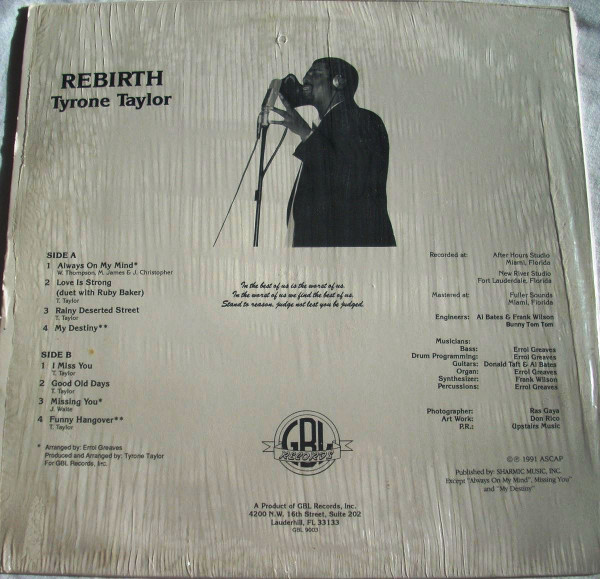 REBIRTH
Tyrone Taylor
SIDE A
1 Always On My Mind*
W. Thompson, M. James & J. Christopher
2 Love Is Strong
(duet with Ruby Baker)
T. Taylor
3 Rainy Deserted Street
T. Taylor
4 My Destiny**
SIDE B
1 I Miss You
T. Taylor
2 Good Old Days
T. Taylor
3 Missing You*
J. Waite
4 Funny Hangover**
T. Taylor
* Arranged by: Errol Greaves
Produced and Arranged by: Tyrone Taylor
For GBL Records, Inc.
In the best of us is the worst of us.
In the worst of us we find the best of us.
Stand to reason, judge not lest you be judged.
GBL
RECORDS
A Product of GBL Records, Inc.
4200 N.W. 16th Street, Suite 202
Lauderhill, FL 33133
GBL 9003
Recorded at: After Hours Studio
Miami, Florida
New River Studio
Fort Lauderdale, Florida
Mastered at: Fuller Sounds
Miami, Florida
Engineers: Al Bates & Frank Wilson
Bunny Tom Tom
Musicians:
Bass: Errol Greaves
Drum Programming: Errol Greaves
Guitars: Donald Taft & Al Bates
Organ: Errol Greaves
Synthesizer: Frank Wilson
Percussions: Errol Greaves
Photographer: Ras Gayo
Art Work: Don Rico
P.R.: Upstairs Music
©℗ 1991 ASCAP
Published by: SHARMIC MUSIC, INC.
Except "Always On My Mind", Missing You"
and "My Destiny"